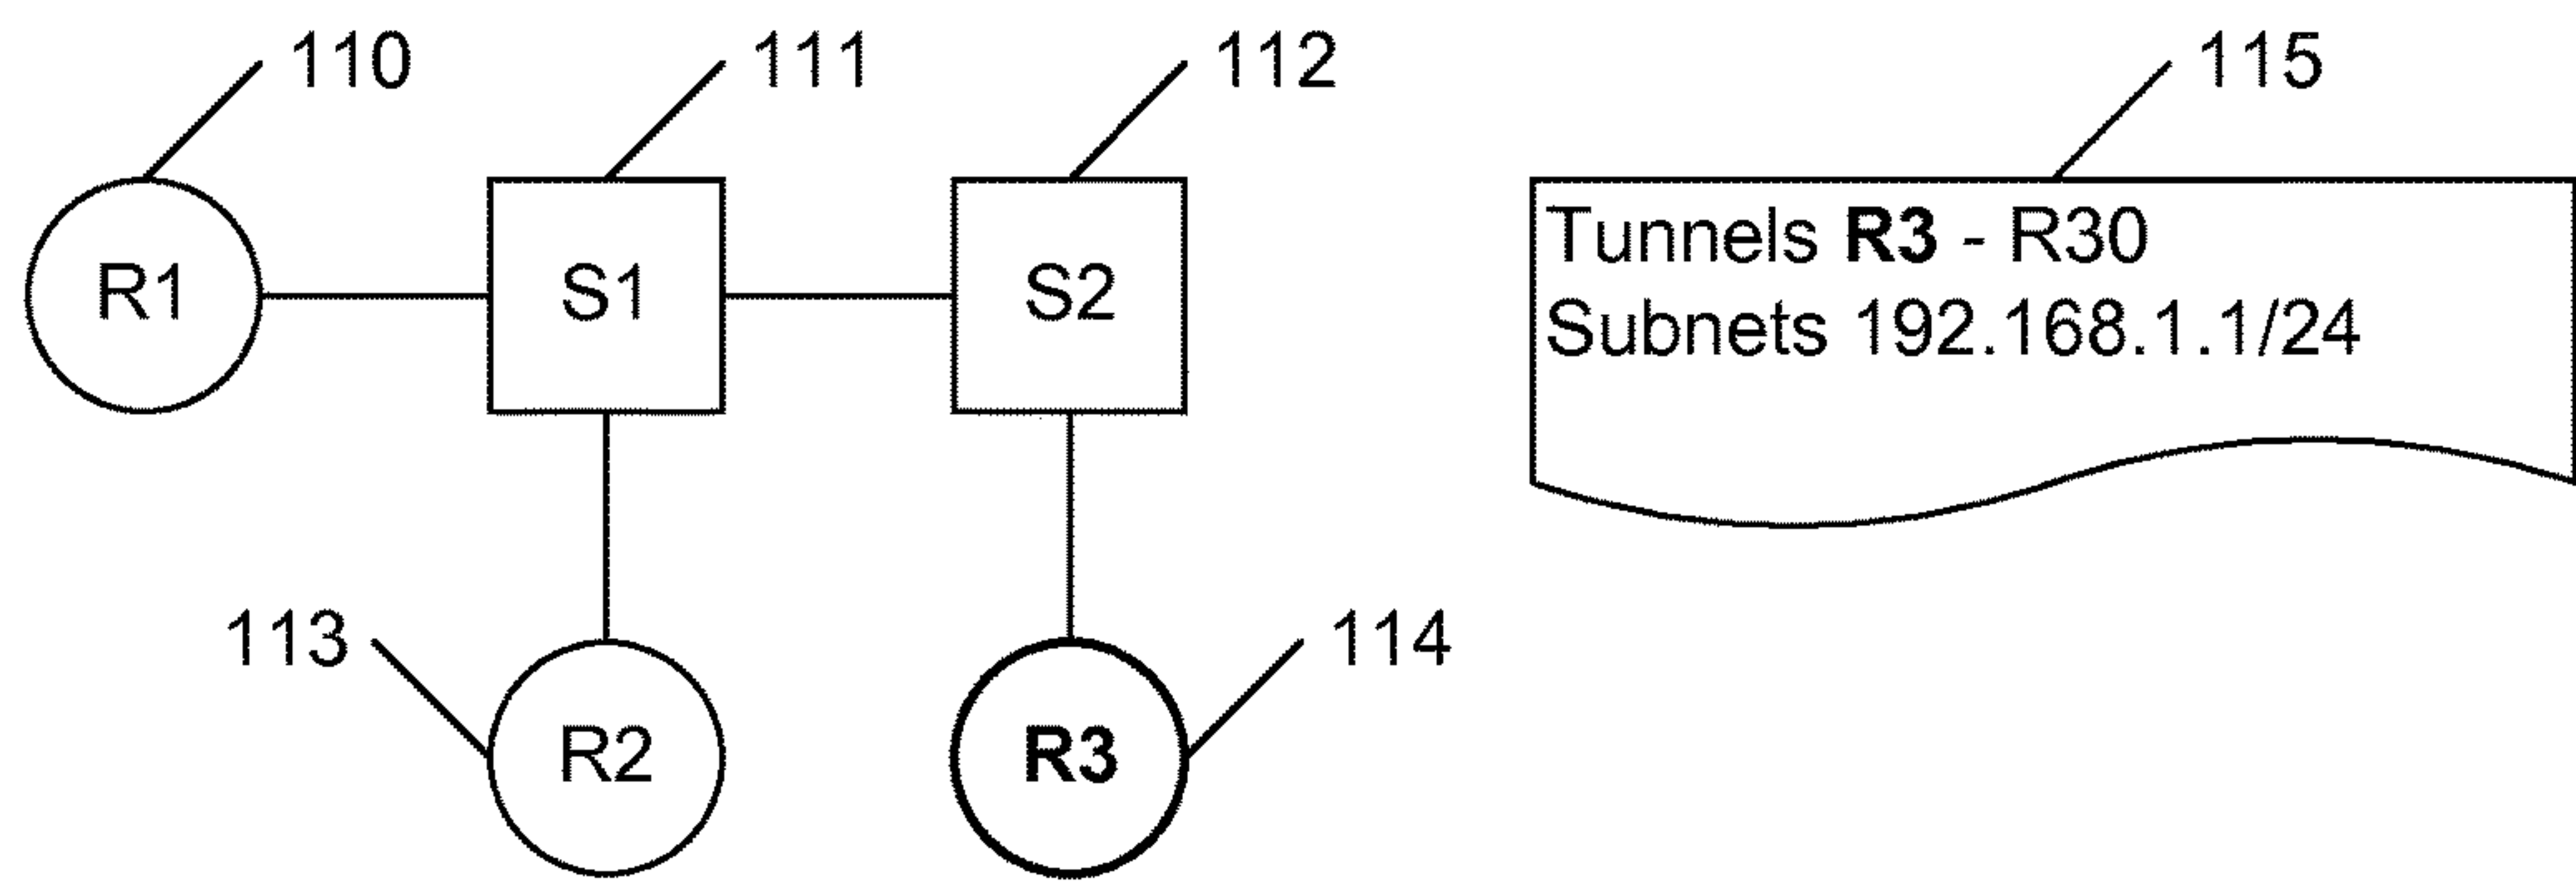 110
111
112
115
R1
S1
S2
Tunnels R3 - R30
Subnets 192.168.1.1/24
113
114
R2
R3